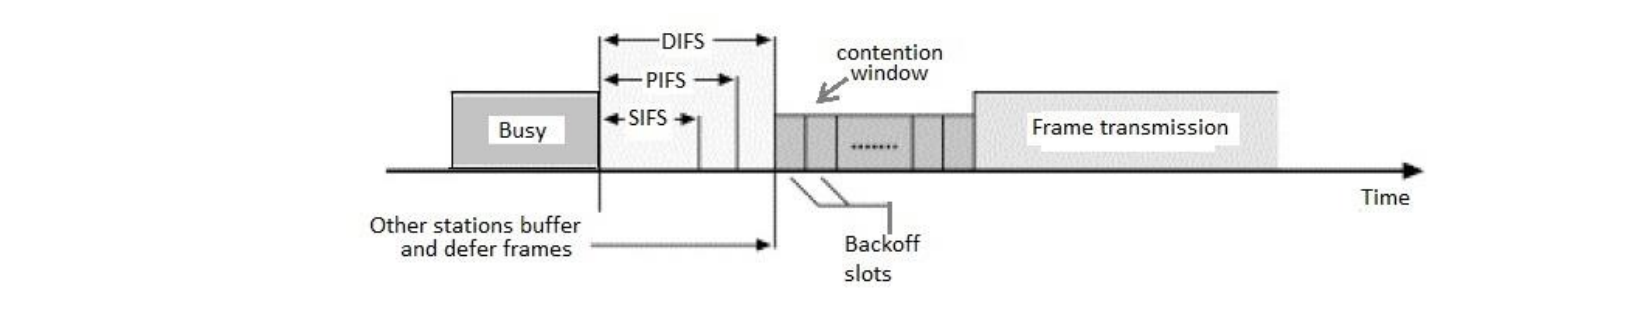 DIFS
contention
window
PIFS
SIFS
Busy
Frame transmission
.......
Time
Other stations buffer
and defer frames
Backoff
slots